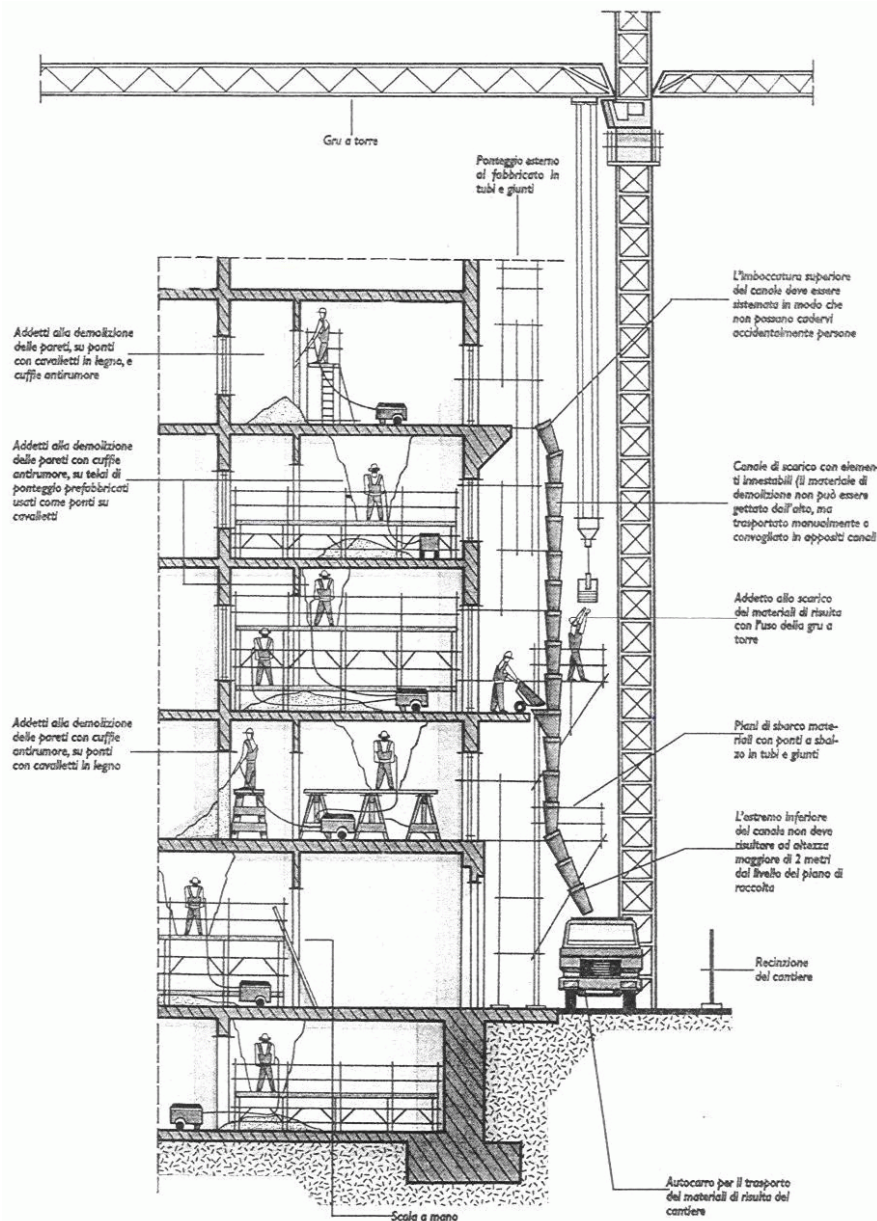 Gru a torre
Ponteggio esterno
al fabbricato in
tubi e giunti
L'imboccatura superiore
del canale deve essere
sistemata in modo che
non possano cadervi
accidentalmente persone
Addetti alla demolizione
delle pareti, su ponti
con cavalletti in legno, e
cuffie antirumore
Addetti alla demolizione
delle pareti con cuffie
antirumore, su telai di
ponteggio prefabbricati
usati come ponti su
cavalletti
Canale di scarico con elemen
ti innestabili (il materiale di
demolizione non può essere
gettato dall'alto, ma
trasportato manualmente o
convogliato in appositi canali
Addetto allo scarico
dei materiali di risulta
con l'uso della gru a
torre
Addetti alla demolizione
delle pareti con cuffie
antirumore, su ponti
con cavalletti in legno
Piani di sbarco mate-
riali con ponti a sbal-
zo in tubi e giunti
L'estremo inferiore
del canale non deve
risultare ad altezza
maggiore di 2 metri
dal livello del piano di
raccolta
Recinzione
del cantiere
Autocarro per il trasporto
dei materiali di risulta del
cantiere
Scala a mano